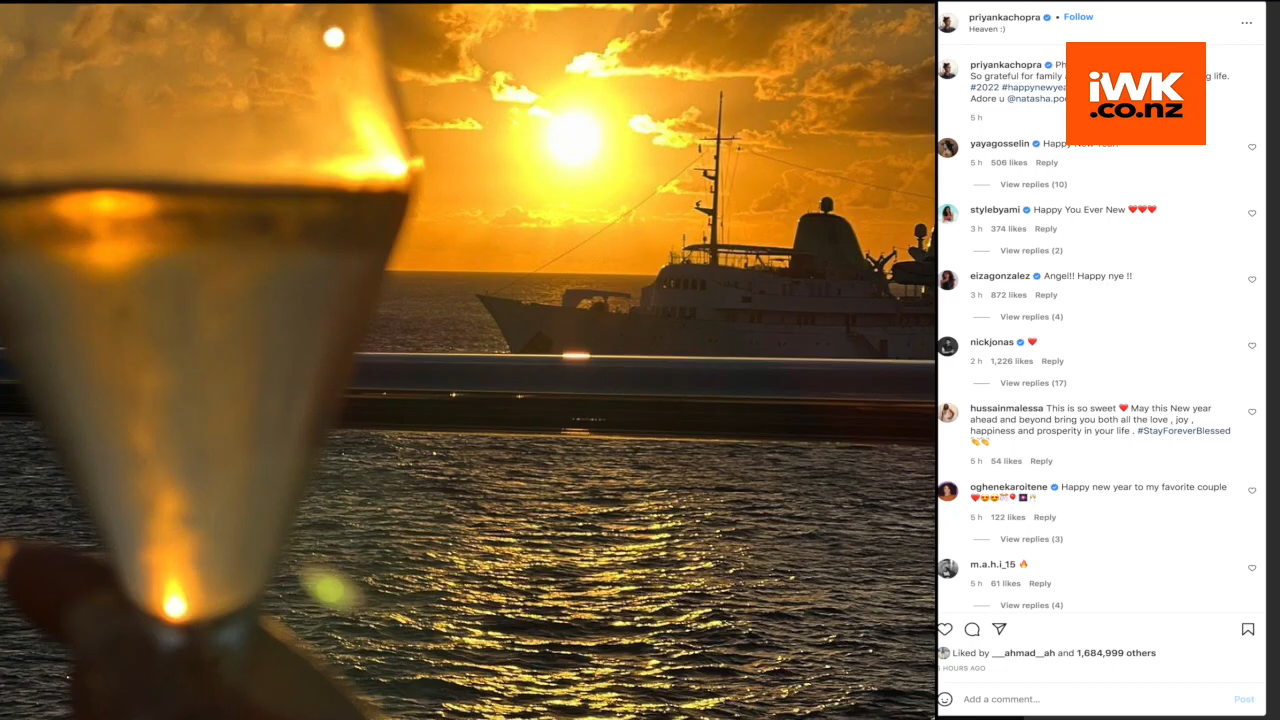 priyankachopra • Follow
Heaven :)
...
priyankachopra Ph
So grateful for family g life.
#2022 #happynewyea
Adore u @natasha.poo
5 h
iWK
.co.nz
yayagosselin Happy New Year!
5 h 506 likes Reply
View replies (10)
stylebyami Happy You Ever New ❤️❤️❤️
3 h 374 likes Reply
View replies (2)
eizagonzalez Angel!! Happy nye !!
3 h 872 likes Reply
View replies (4)
nickjonas ❤️
2 h 1,226 likes Reply
View replies (17)
hussainmalessa This is so sweet ❤️ May this New year
ahead and beyond bring you both all the love , joy ,
happiness and prosperity in your life . #StayForeverBlessed
👏👏
5 h 54 likes Reply
oghenekaroitene Happy new year to my favorite couple
❤️😍😍🎊🎈🎆🥂
5 h 122 likes Reply
View replies (3)
m.a.h.i_15 🔥
5 h 61 likes Reply
View replies (4)
Liked by ___ahmad__ah and 1,684,999 others
HOURS AGO
Add a comment... Post